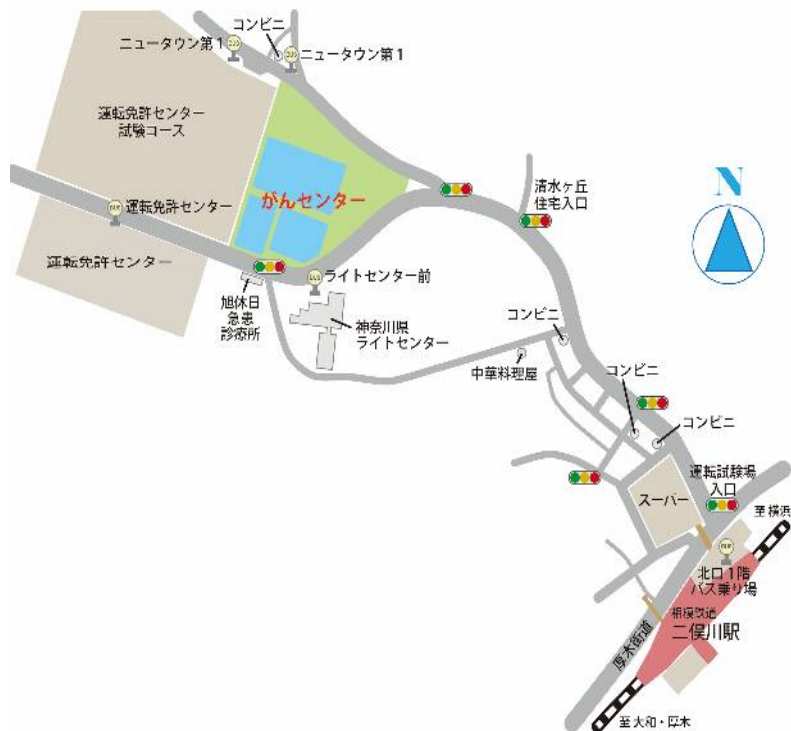 コンビニ
ニュータウン第1
BUS
BUS
ニュータウン第1
運転免許センター
試験コース
N
清水ヶ丘
住宅入口
がんセンター
BUS
運転免許センター
運転免許センター
BUS
ライトセンター前
旭休日
急患
診療所
神奈川県
ライトセンター
コンビニ
中華料理屋
コンビニ
コンビニ
運転試験場
入口
スーパー
至 横浜
BUS
北口1階
バス乗り場
相模鉄道
二俣川駅
厚木街道
至 大和・厚木